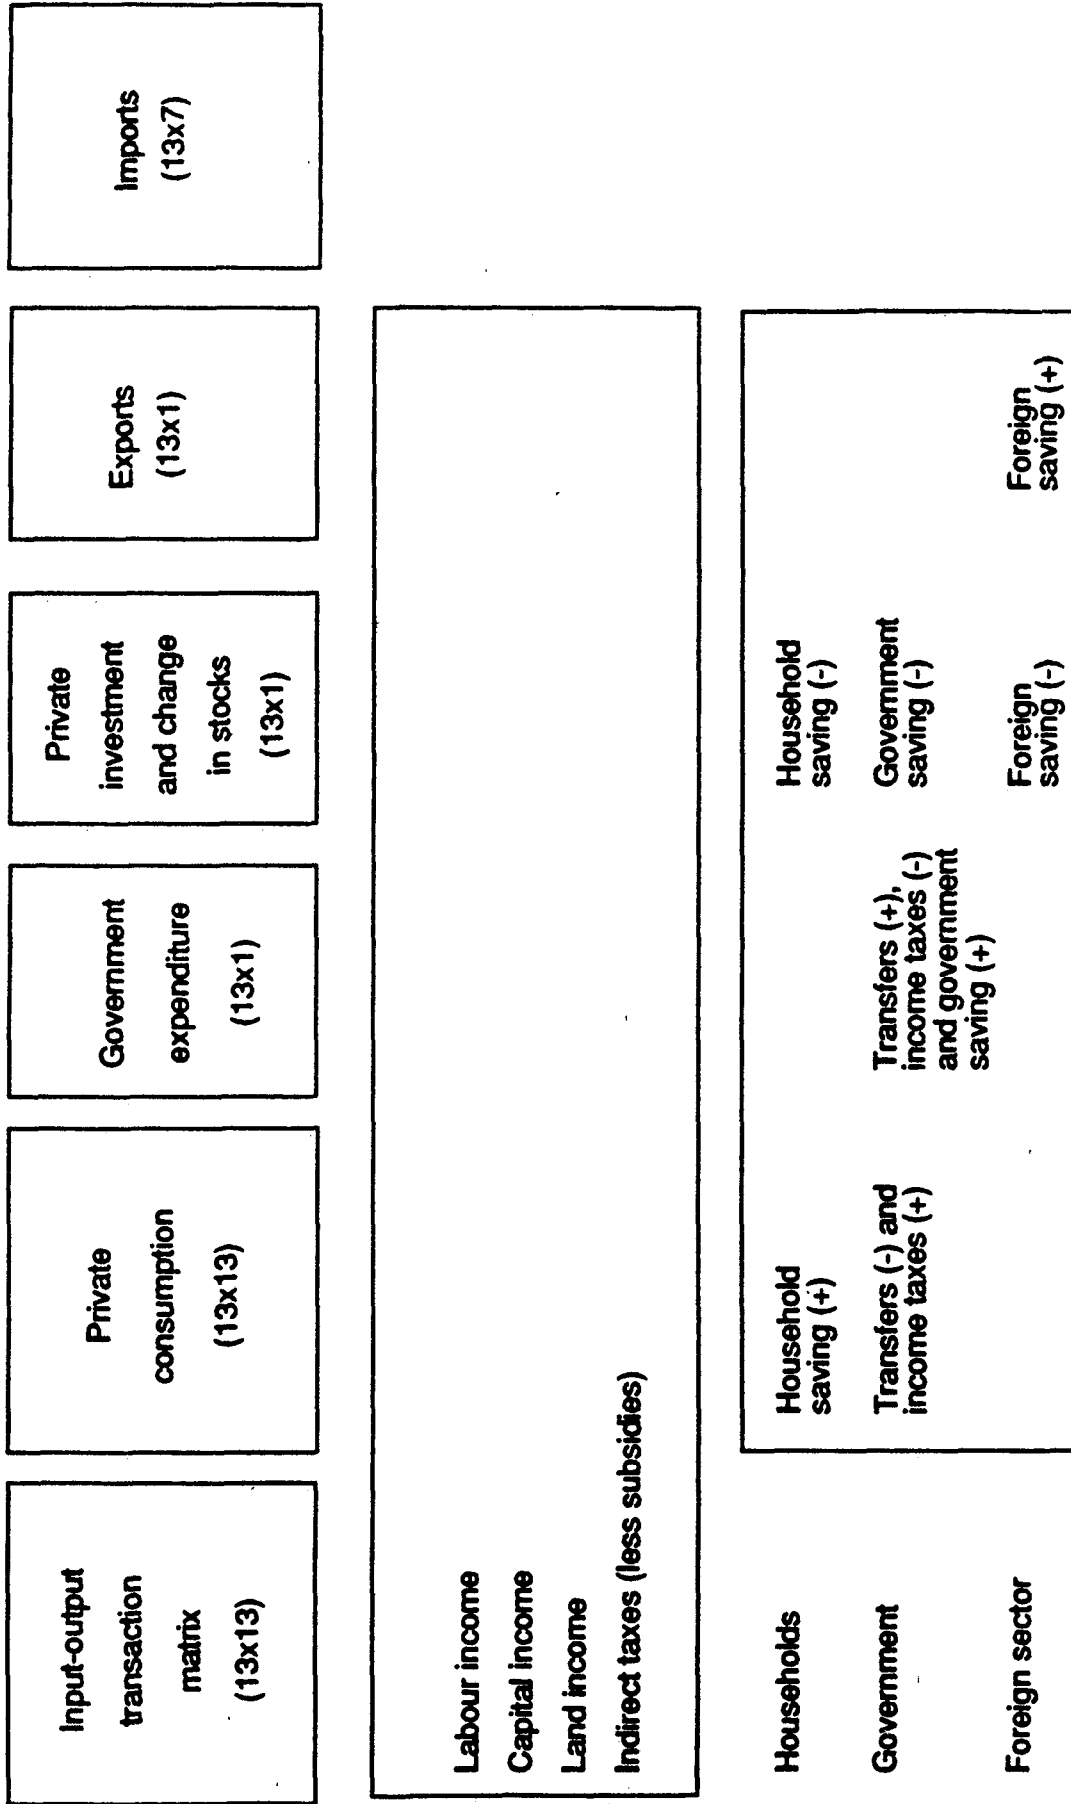 Input-output
transaction
matrix
(13x13)
Private
consumption
(13x13)
Government
expenditure
(13x1)
Private
investment
and change
in stocks
(13x1)
Exports
(13x1)
Imports
(13x7)
Labour income
Capital income
Land income
Indirect taxes (less subsidies)
Households
Household
saving (+)
Household
saving (-)
Government
Transfers (-) and
income taxes (+)
Transfers (+),
income taxes (-)
and government
saving (+)
Government
saving (-)
Foreign sector
Foreign
saving (-)
Foreign
saving (+)